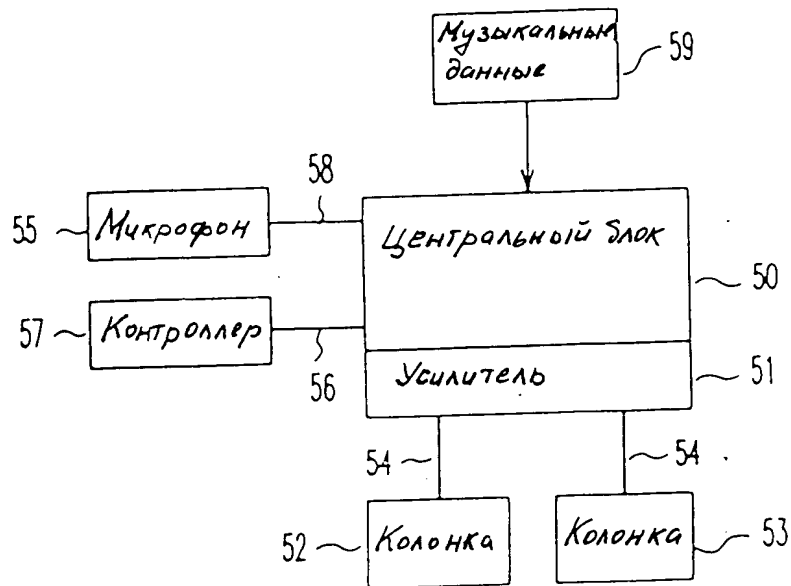 Музыкальные
данные
59
58
55
Микрофон
Центральный блок
50
57
Контроллер
56
Усилитель
51
54
54
52
Колонка
Колонка
53